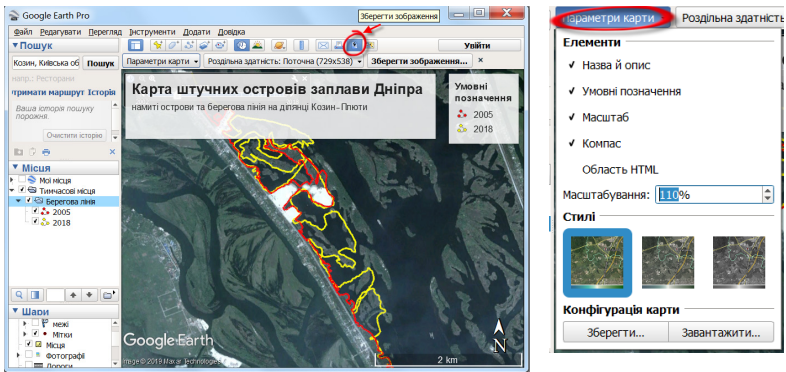 Google Earth Pro
Зберегти зображення
Файл Редагувати Перегляд Інструменти Додати Довідка
Пошук
Увійти
Козин, Київська об Пошук
напр.: Ресторани
тримати маршрут Історія
Ваша історія пошуку порожня.
Очистити історію
Місця
Мої місця
Тимчасові місця
Берегова лінія
2005
2018
Шари
межі
Мітки
Місця
Фотографії
Дороги
Параметри карти Роздільна здатність: Поточна (729x538) Зберегти зображення...
Карта штучних островів заплави Дніпра
намиті острови та берегова лінія на ділянці Козин-Плюти
Умовні
позначення
2005
2018
Google Earth
Image © 2019 Maxar Technologies
2 km
N
Параметри карти Роздільна здатність
Елементи
Назва й опис
Умовні позначення
Масштаб
Компас
Область HTML
Масштабування: 110%
Стилі
Конфігурація карти
Зберегти... Завантажити...